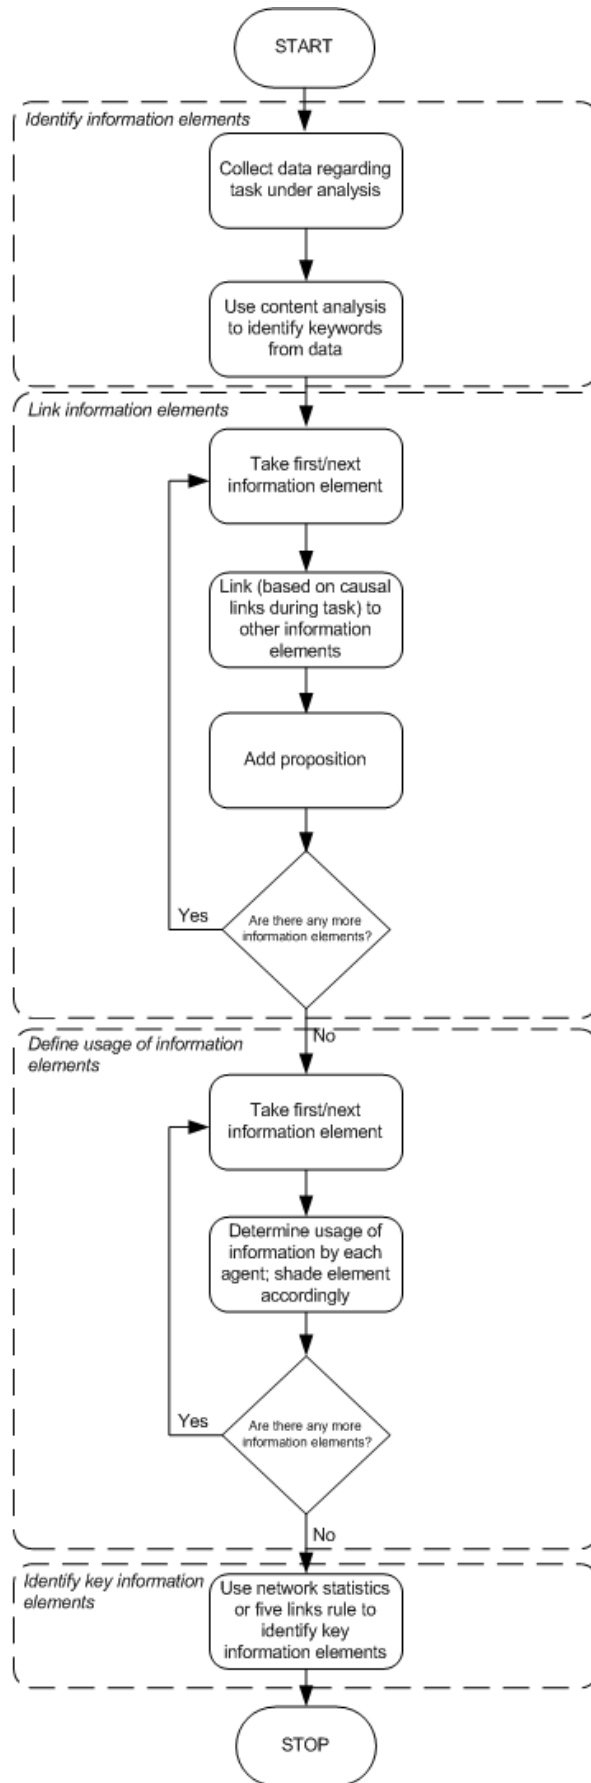 START
Identify information elements
Collect data regarding
task under analysis
Use content analysis
to identify keywords
from data
Link information elements
Take first/next
information element
Link (based on causal
links during task) to
other information
elements
Add proposition
Yes
Are there any more
information elements?
No
Define usage of information
elements
Take first/next
information element
Determine usage of
information by each
agent; shade element
accordingly
Yes
Are there any more
information elements?
No
Identify key information
elements
Use network statistics
or five links rule to
identify key
information elements
STOP